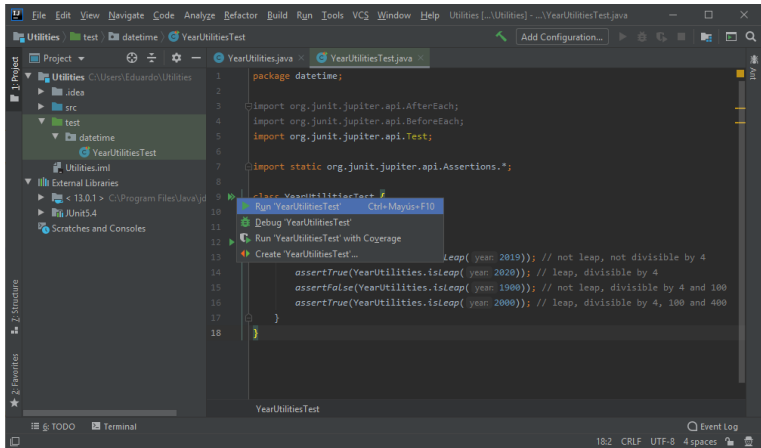 File Edit View Navigate Code Analyze Refactor Build Run Tools VCS Window Help Utilities [...\Utilities] - ...\YearUtilitiesTest.java
Utilities test datetime YearUtilitiesTest Add Configuration...
Project
YearUtilities.java YearUtilitiesTest.java
1: Project
Utilities C:\Users\Eduardo\Utilities
.idea
src
test
datetime
YearUtilitiesTest
Utilities.iml
External Libraries
< 13.0.1 > C:\Program Files\Java\jd
JUnit5.4
Scratches and Consoles
Z: Structure
2: Favorites
Ant
1 package datetime;
2
3 import org.junit.jupiter.api.AfterEach;
4 import org.junit.jupiter.api.BeforeEach;
5 import org.junit.jupiter.api.Test;
6
7 import static org.junit.jupiter.api.Assertions.*;
8
9 class YearUtilitiesTest {
10
11
12
13 Leap( year: 2019)); // not leap, not divisible by 4
14 assertTrue(YearUtilities.isLeap( year: 2020)); // leap, divisible by 4
15 assertFalse(YearUtilities.isLeap( year: 1900)); // not leap, divisible by 4 and 100
16 assertTrue(YearUtilities.isLeap( year: 2000)); // leap, divisible by 4, 100 and 400
17 }
18 }
Run 'YearUtilitiesTest' Ctrl+Mayús+F10
Debug 'YearUtilitiesTest'
Run 'YearUtilitiesTest' with Coverage
Create 'YearUtilitiesTest'...
YearUtilitiesTest
6: TODO Terminal Event Log
18:2 CRLF UTF-8 4 spaces